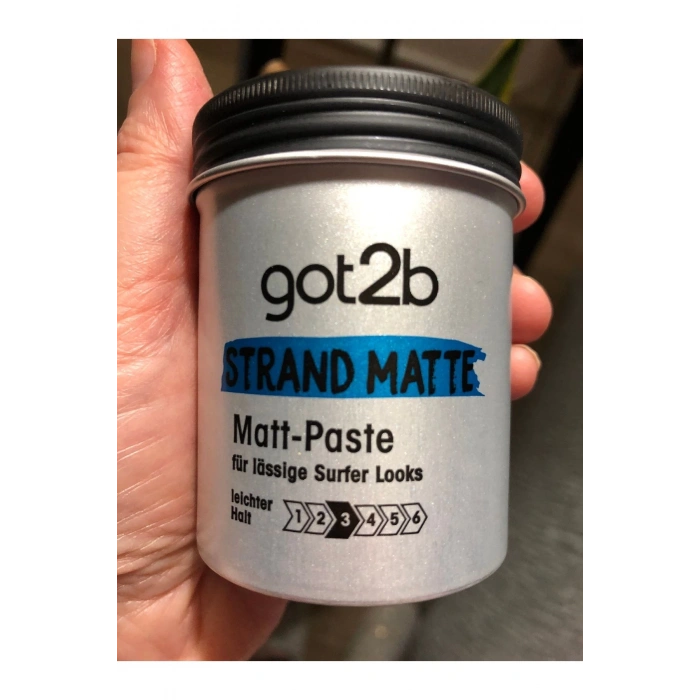 got2b
STRAND MATTE
Matt-Paste
für lässige Surfer Looks
leichter
Halt
1 2 3 4 5 6